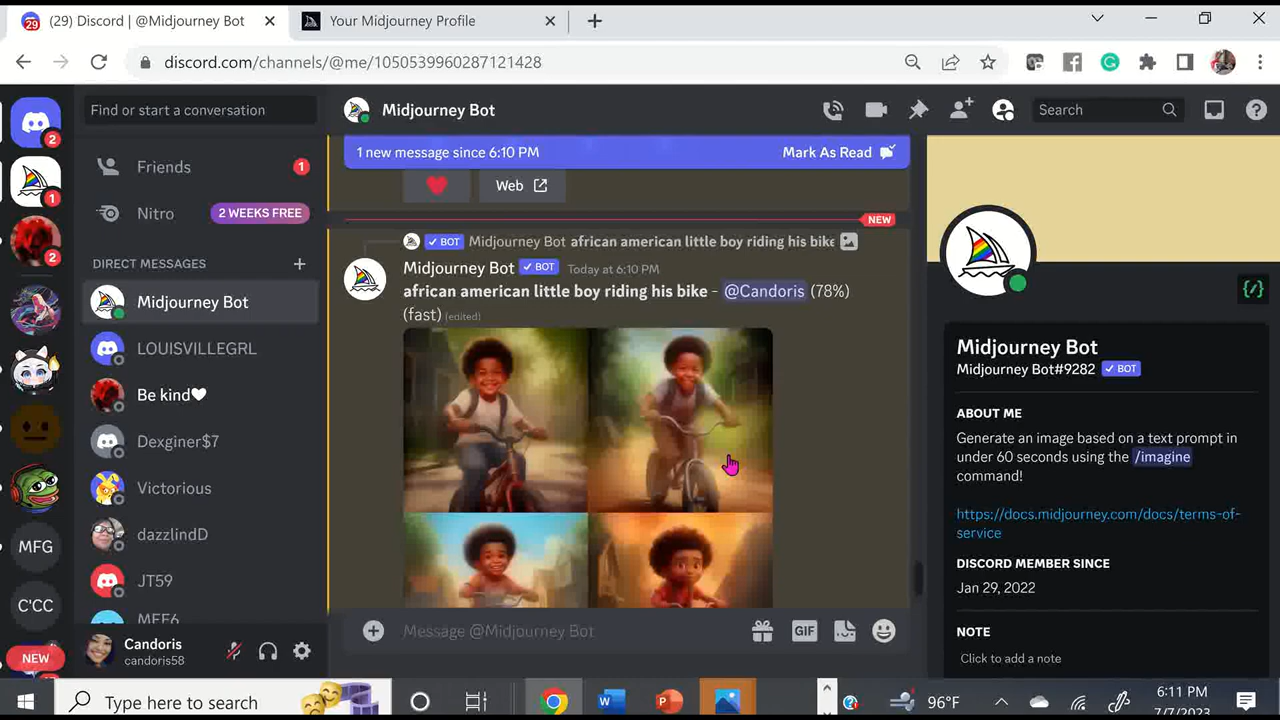 29
(29) Discord | @Midjourney Bot
Your Midjourney Profile
discord.com/channels/@me/1050539960287121428
2
1
2
MFG
C'CC
NEW
Find or start a conversation
Friends
1
Nitro
2 WEEKS FREE
DIRECT MESSAGES
Midjourney Bot
LOUISVILLEGRL
Be kind
Dexginer$7
Victorious
dazzlindD
JT59
MEE6
Candoris
candoris58
Midjourney Bot
Search
1 new message since 6:10 PM
Mark As Read
Web
NEW
BOT Midjourney Bot african american little boy riding his bike
Midjourney Bot BOT Today at 6:10 PM
african american little boy riding his bike - @Candoris (78%)
(fast) (edited)
Message @Midjourney Bot
GIF
Midjourney Bot
Midjourney Bot#9282 BOT
ABOUT ME
Generate an image based on a text prompt in
under 60 seconds using the /imagine
command!
https://docs.midjourney.com/docs/terms-of-
service
DISCORD MEMBER SINCE
Jan 29, 2022
NOTE
Click to add a note
Type here to search
96°F
6:11 PM
7/7/2023